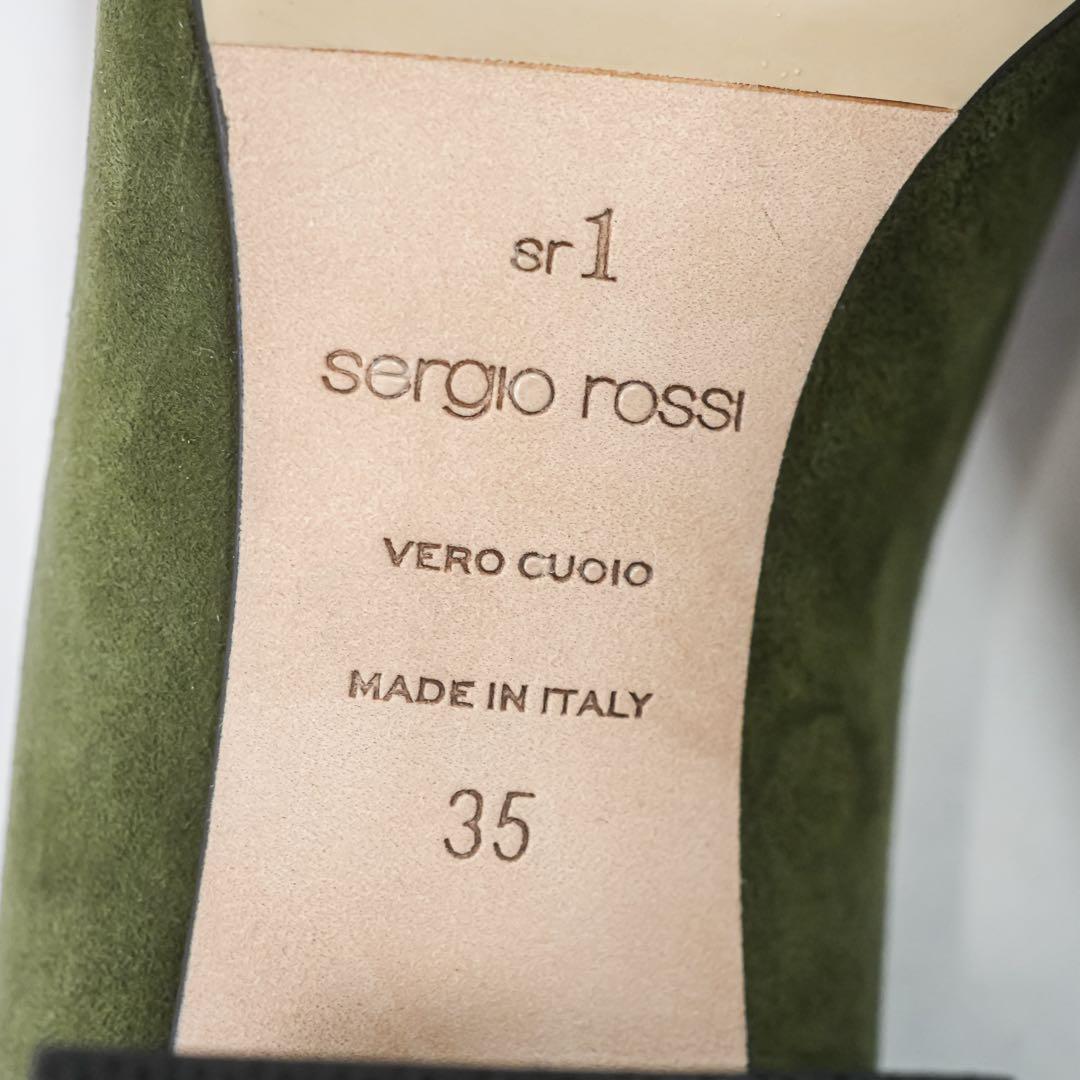 sr1
sergio rossi
VERO CUOIO
MADE IN ITALY
35